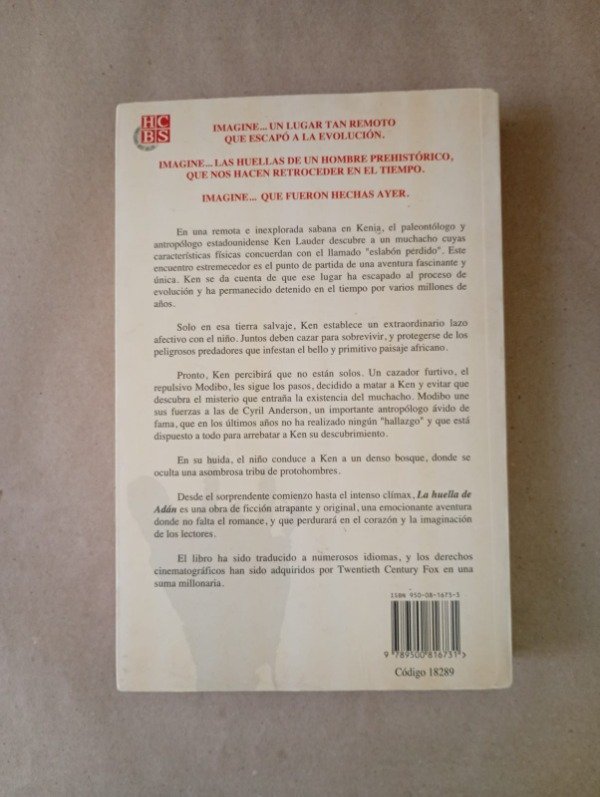 HC
BS
IMAGINE... UN LUGAR TAN REMOTO
QUE ESCAPÓ A LA EVOLUCIÓN.
IMAGINE... LAS HUELLAS DE UN HOMBRE PREHISTÓRICO,
QUE NOS HACEN RETROCEDER EN EL TIEMPO.
IMAGINE... QUE FUERON HECHAS AYER.
En una remota e inexplorada sabana en Kenia, el paleontólogo y
antropólogo estadounidense Ken Lauder descubre a un muchacho cuyas
características físicas concuerdan con el llamado "eslabón perdido". Este
encuentro estremecedor es el punto de partida de una aventura fascinante y
única. Ken se da cuenta de que ese lugar ha escapado al proceso de
evolución y ha permanecido detenido en el tiempo por varios millones de
años.
Solo en esa tierra salvaje, Ken establece un extraordinario lazo
afectivo con el niño. Juntos deben cazar para sobrevivir, y protegerse de los
peligrosos predadores que infestan el bello y primitivo paisaje africano.
Pronto, Ken percibirá que no están solos. Un cazador furtivo, el
repulsivo Modibo, les sigue los pasos, decidido a matar a Ken y evitar que
descubra el misterio que entraña la existencia del muchacho. Modibo une
sus fuerzas a las de Cyril Anderson, un importante antropólogo ávido de
fama, que en los últimos años no ha realizado ningún "hallazgo" y que está
dispuesto a todo para arrebatar a Ken su descubrimiento.
En su huida, el niño conduce a Ken a un denso bosque, donde se
oculta una asombrosa tribu de protohombres.
Desde el sorprendente comienzo hasta el intenso clímax, La huella de
Adán es una obra de ficción atrapante y original, una emocionante aventura
donde no falta el romance, y que perdurará en el corazón y la imaginación
de los lectores.
El libro ha sido traducido a numerosos idiomas, y los derechos
cinematográficos han sido adquiridos por Twentieth Century Fox en una
suma millonaria.
ISBN 950-08-1673-5
9 789500 816731 >
Código 18289